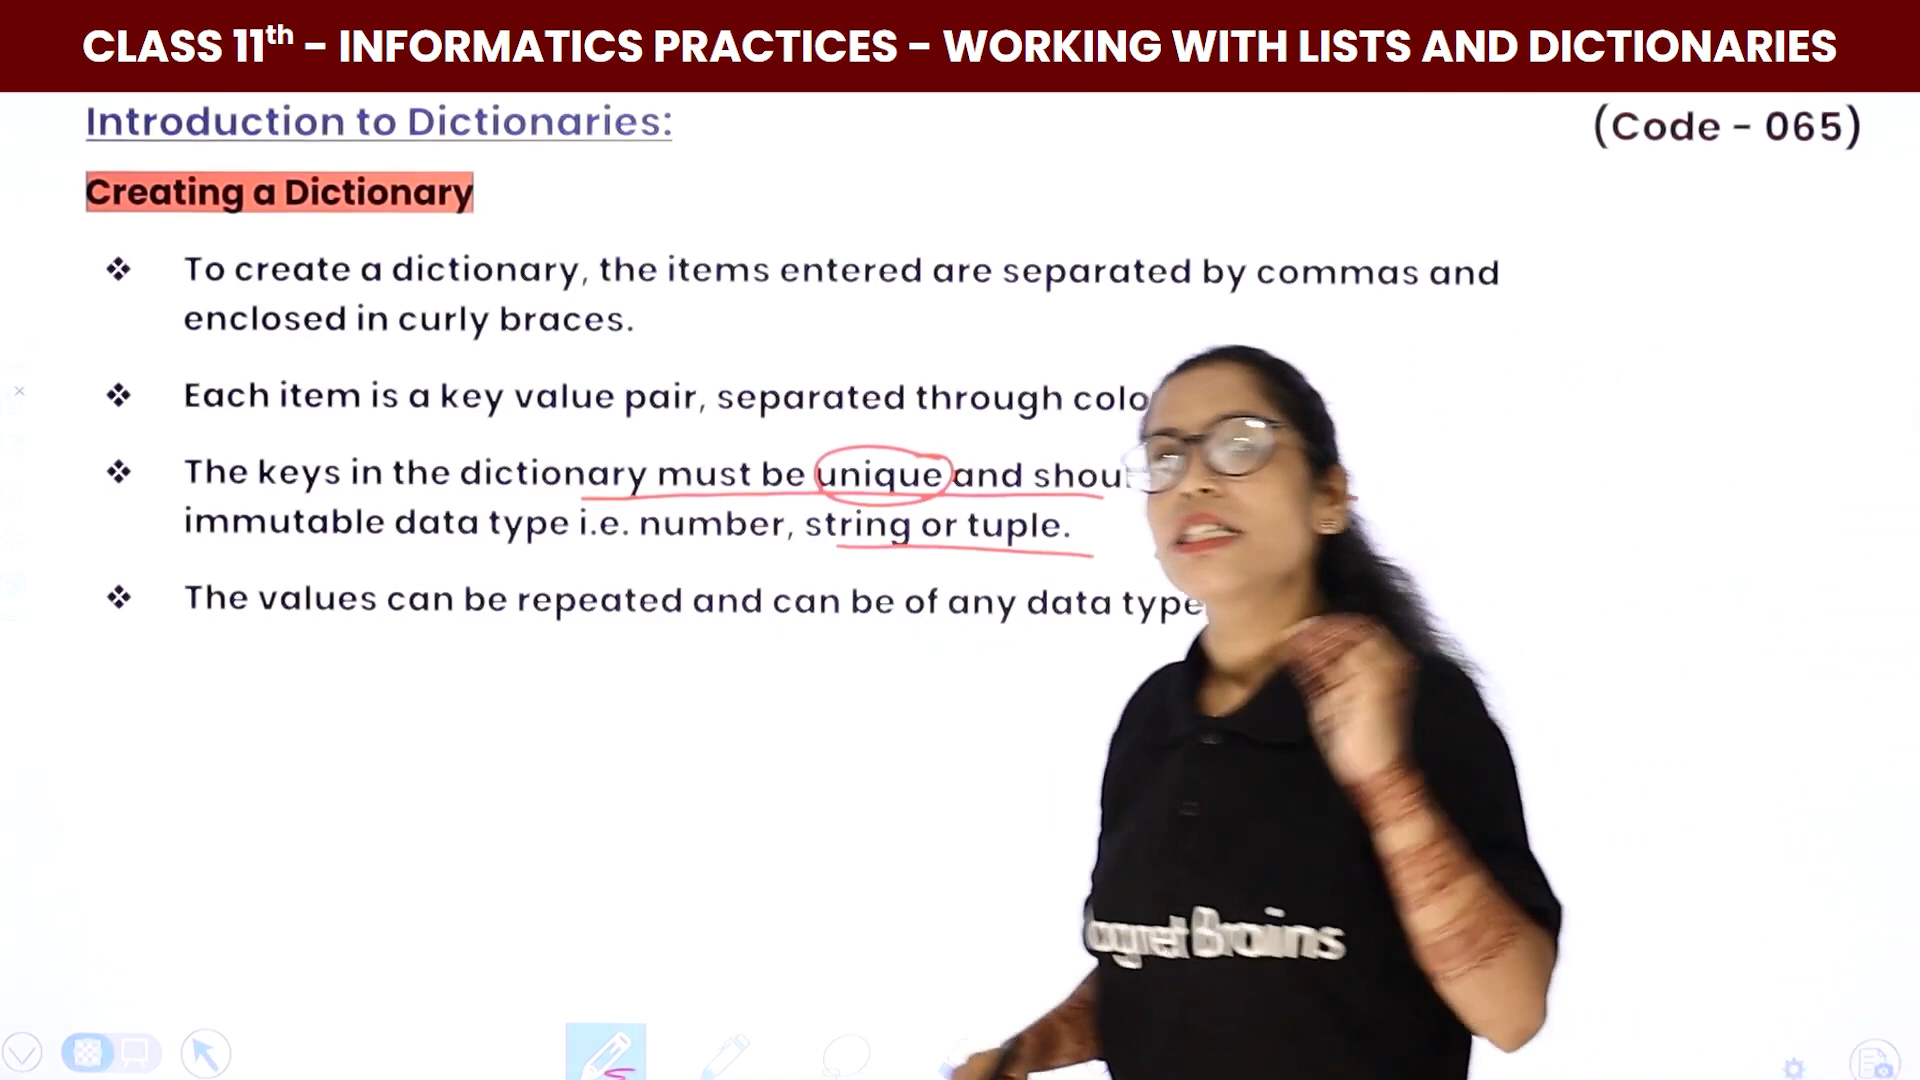 CLASS 11th – INFORMATICS PRACTICES – WORKING WITH LISTS AND DICTIONARIES
Introduction to Dictionaries:
(Code - 065)
Creating a Dictionary
❖ To create a dictionary, the items entered are separated by commas and
enclosed in curly braces.
❖ Each item is a key value pair, separated through
❖ The keys in the dictionary must be unique and
immutable data type i.e. number, string or tuple.
❖ The values can be repeated and can be of any data type
Brains